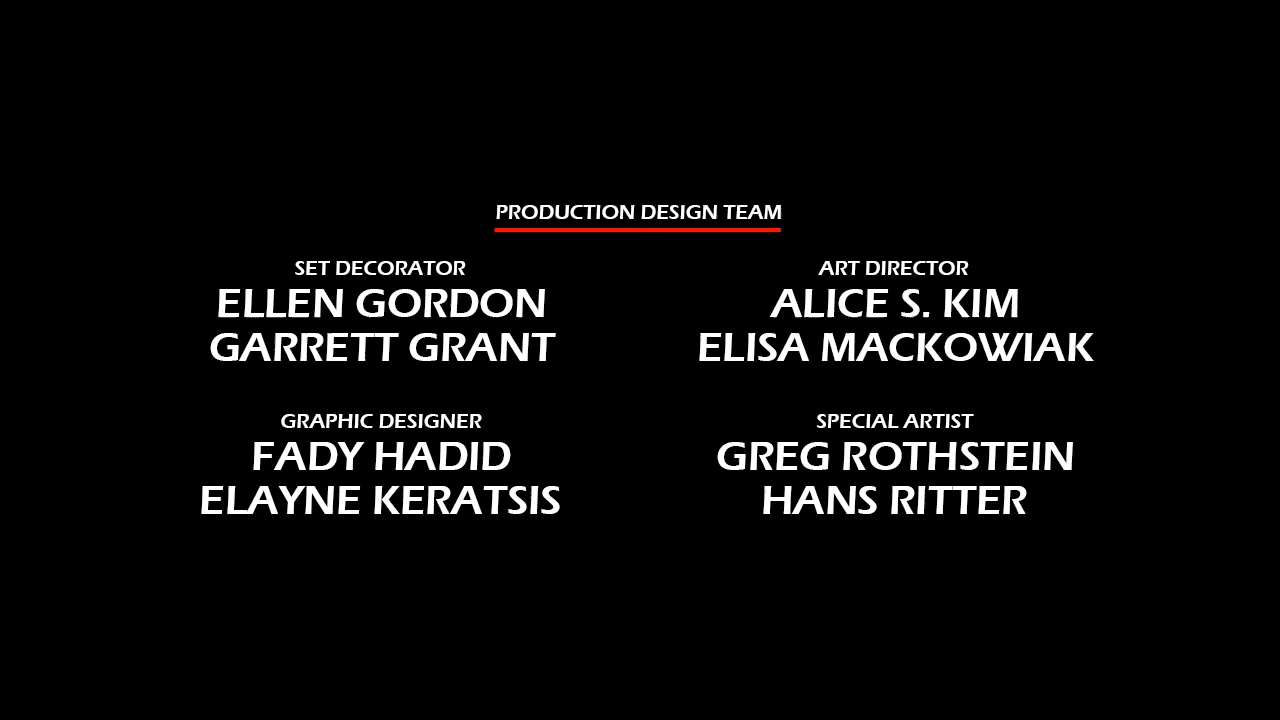 PRODUCTION DESIGN TEAM
SET DECORATOR
ELLEN GORDON
GARRETT GRANT
ART DIRECTOR
ALICE S. KIM
ELISA MACKOWIAK
GRAPHIC DESIGNER
FADY HADID
ELAYNE KERATSIS
SPECIAL ARTIST
GREG ROTHSTEIN
HANS RITTER